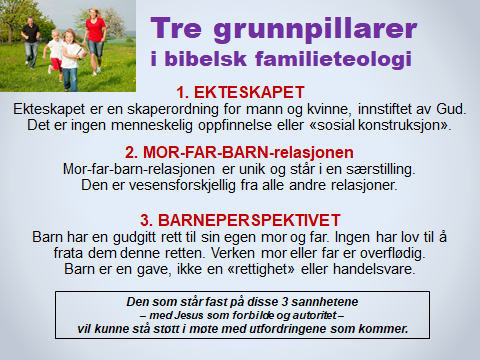 Tre grunnpillarer
i bibelsk familieteologi
1. EKTESKAPET
Ekteskapet er en skaperordning for mann og kvinne, innstiftet av Gud.
Det er ingen menneskelig oppfinnelse eller «sosial konstruksjon».
2. MOR-FAR-BARN-relasjonen
Mor-far-barn-relasjonen er unik og står i en særstilling.
Den er vesensforskjellig fra alle andre relasjoner.
3. BARNEPERSPEKTIVET
Barn har en gudgitt rett til sin egen mor og far. Ingen har lov til å
frata dem denne retten. Verken mor eller far er overflødig.
Barn er en gave, ikke en «rettighet» eller handelsvare.
Den som står fast på disse 3 sannhetene
– med Jesus som forbilde og autoritet –
vil kunne stå støtt i møte med utfordringene som kommer.